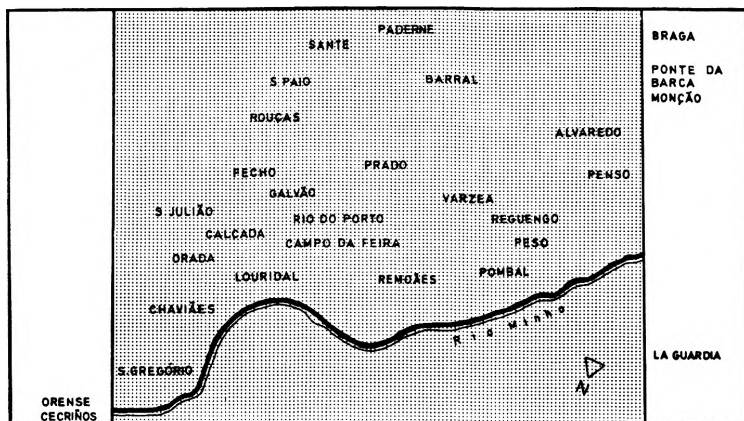 PADERNE
SANTE
BRAGA
S PAIO
BARRAL
PONTE DA
BARCA
MONÇÃO
ROUÇAS
ALVAREDO
PRADO
FECHO
PENSO
GALVÃO
VARZEA
S JULIÃO
RIO DO PORTO
REGUENGO
CALÇADA
CAMPO DA FEIRA
PESO
ORADA
LOURIDAL
REMOÃES
POMBAL
CHAVIÃES
Rio Minho
LA GUARDIA
S.GREGÓRIO
N
ORENSE
CECRIÑOS